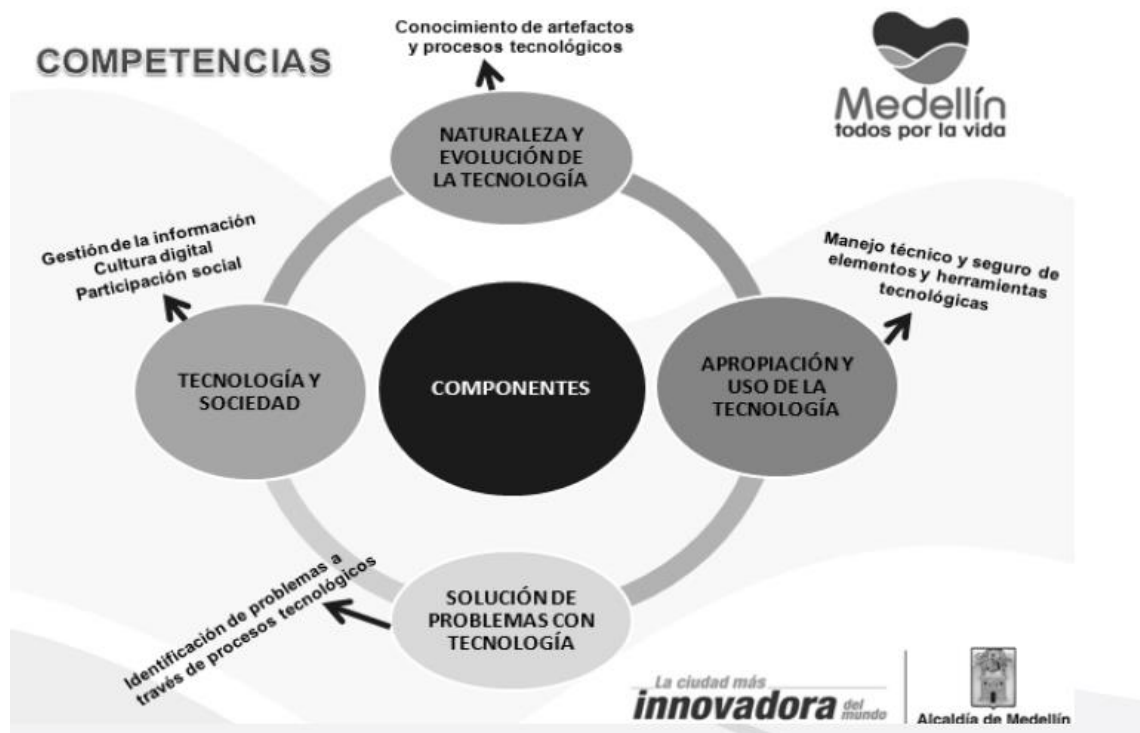 COMPETENCIAS
Conocimiento de artefactos
y procesos tecnológicos
Medellín
todos por la vida
NATURALEZA Y
EVOLUCIÓN DE
LA TECNOLOGÍA
Gestión de la información
Cultura digital
Participación social
Manejo técnico y seguro de
elementos y herramientas
tecnológicas
TECNOLOGÍA Y
SOCIEDAD
COMPONENTES
APROPIACIÓN Y
USO DE LA
TECNOLOGÍA
Identificación de problemas a
través de procesos tecnológicos
SOLUCIÓN DE
PROBLEMAS CON
TECNOLOGÍA
La ciudad más
innovadora del
mundo
Alcaldía de Medellín